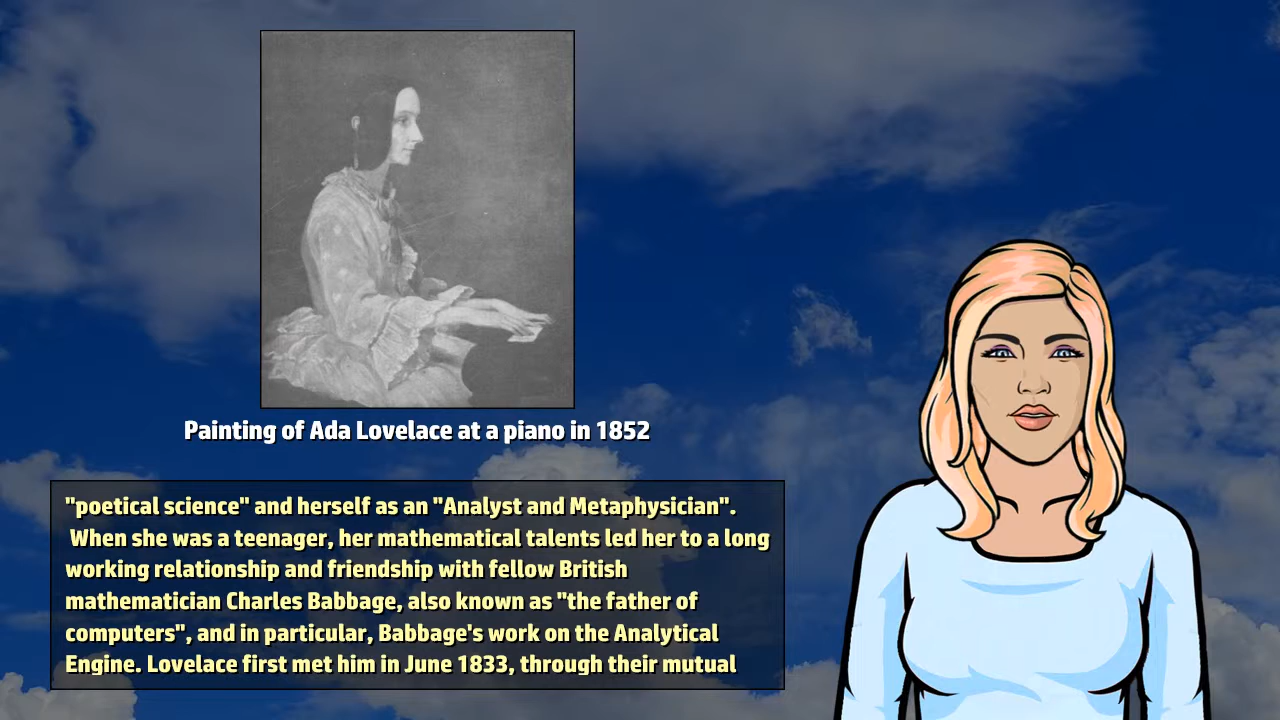 Painting of Ada Lovelace at a piano in 1852
"poetical science" and herself as an "Analyst and Metaphysician".
When she was a teenager, her mathematical talents led her to a long
working relationship and friendship with fellow British
mathematician Charles Babbage, also known as "the father of
computers", and in particular, Babbage's work on the Analytical
Engine. Lovelace first met him in June 1833, through their mutual